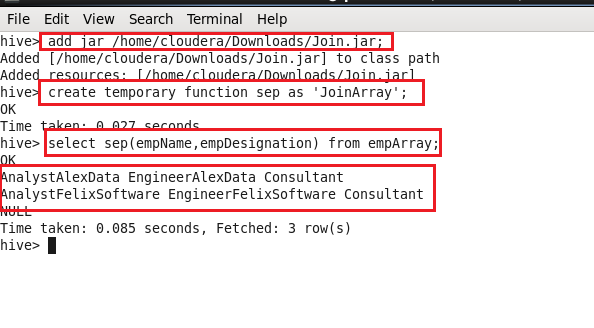 File Edit View Search Terminal Help
hive> add jar /home/cloudera/Downloads/Join.jar;
Added [/home/cloudera/Downloads/Join.jar] to class path
Added resources: [/home/cloudera/Downloads/Join.jar]
hive> create temporary function sep as 'JoinArray';
OK
Time taken: 0.027 seconds
hive> select sep(empName,empDesignation) from empArray;
OK
AnalystAlexData EngineerAlexData Consultant
AnalystFelixSoftware EngineerFelixSoftware Consultant
NULL
Time taken: 0.085 seconds, Fetched: 3 row(s)
hive>